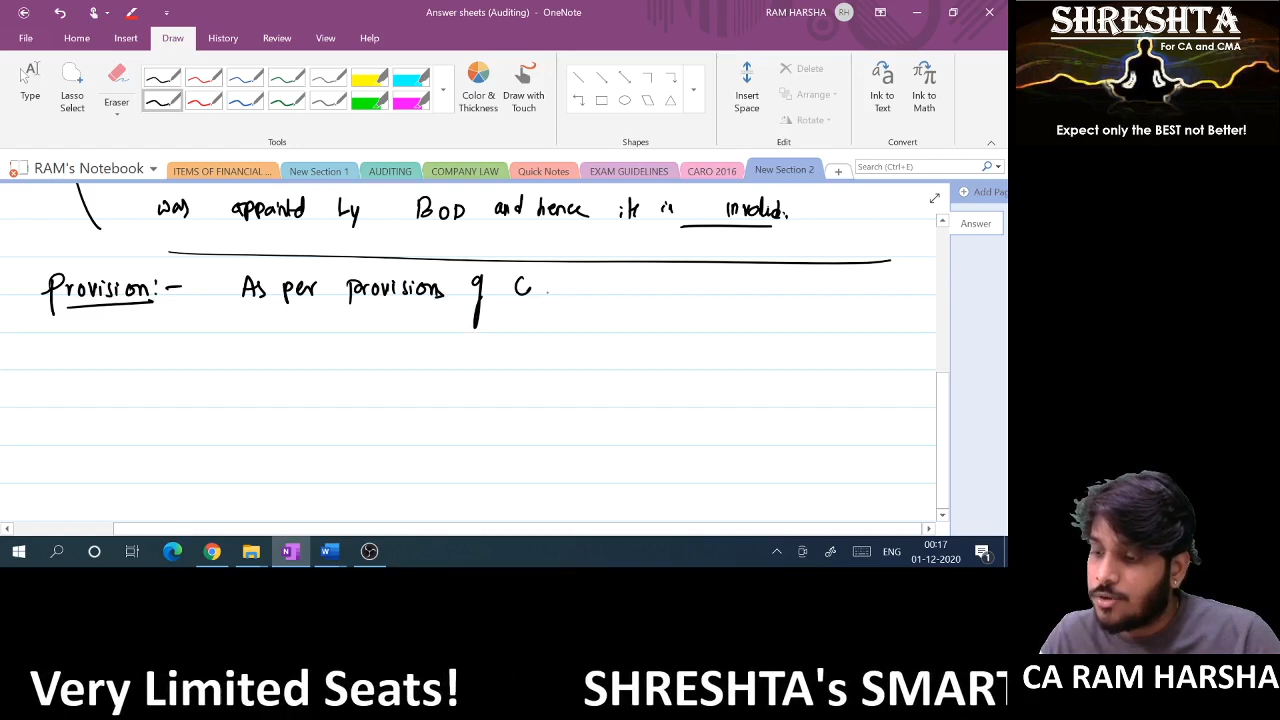 Answer sheets (Auditing) - OneNote
RAM HARSHA RH
File Home Insert Draw History Review View Help
Type
Lasso Select
Eraser
Color & Thickness
Draw with Touch
Insert Space
Delete
Arrange
Rotate
Ink to Text
Ink to Math
Tools Shapes Edit Convert
RAM's Notebook ITEMS OF FINANCIAL ... New Section 1 AUDITING COMPANY LAW Quick Notes EXAM GUIDELINES CARO 2016 New Section 2 Search (Ctrl+E)
Add Pag
Answer
was appointed by BOD and hence it is invalid.
Provision:- As per provisions of C
ENG
00:17
01-12-2020
1
SHRESHTA
For CA and CMA
Expect only the BEST not Better!
CA RAM HARSHA
Very Limited Seats! SHRESHTA's SMART